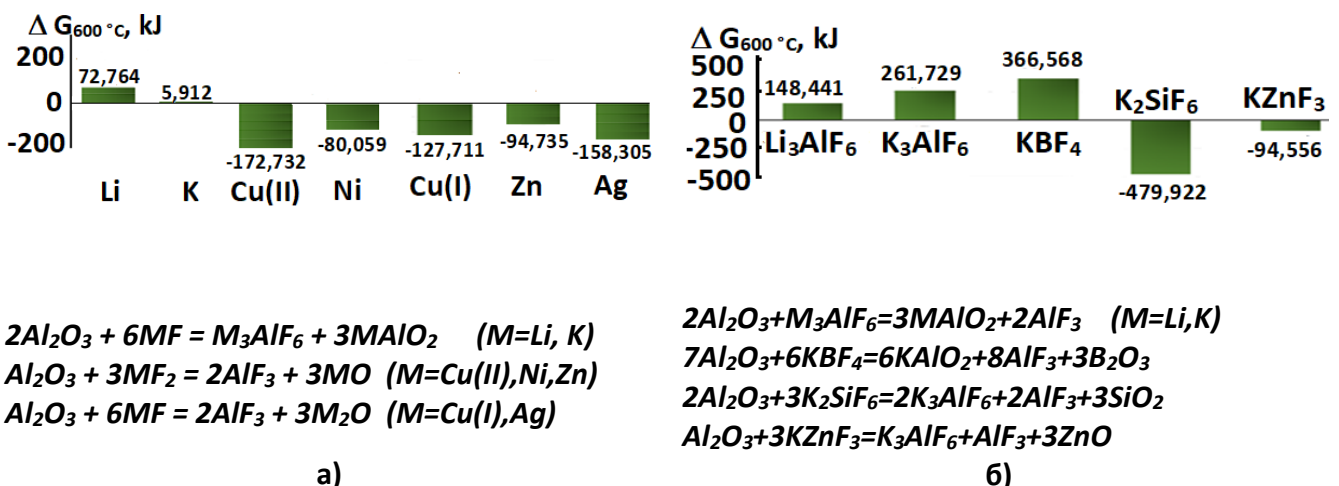 Δ G600 °C, kJ
200
0
-200
72,764
5,912
-172,732
-80,059
-127,711
-94,735
-158,305
Li K Cu(II) Ni Cu(I) Zn Ag
2Al2O3 + 6MF = M3AlF6 + 3MAlO2 (M=Li, K)
Al2O3 + 3MF2 = 2AlF3 + 3MO (M=Cu(II),Ni,Zn)
Al2O3 + 6MF = 2AlF3 + 3M2O (M=Cu(I),Ag)
а)
Δ G600 °C, kJ
500
250
0
-250
-500
148,441
261,729
366,568
K2SiF6
KZnF3
Li3AlF6
K3AlF6
KBF4
-94,556
-479,922
2Al2O3+M3AlF6=3MAlO2+2AlF3 (M=Li,K)
7Al2O3+6KBF4=6KAlO2+8AlF3+3B2O3
2Al2O3+3K2SiF6=2K3AlF6+2AlF3+3SiO2
Al2O3+3KZnF3=K3AlF6+AlF3+3ZnO
б)